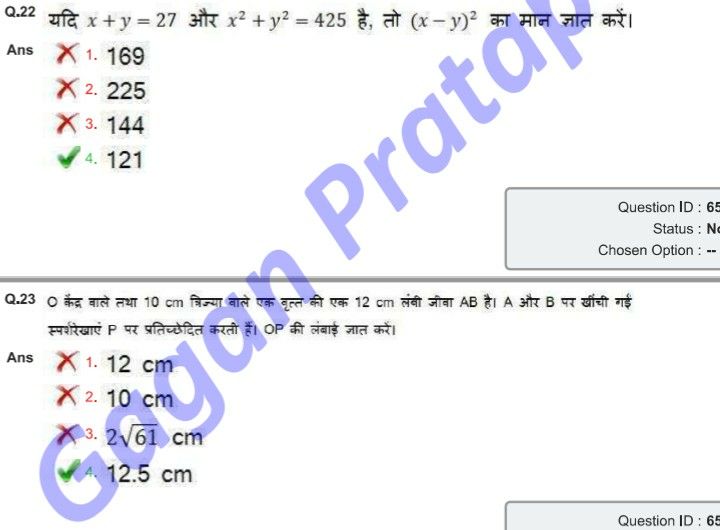 Q.22 यदि x + y = 27 और x² + y² = 425 है, तो (x − y)² का मान ज्ञात करें।
Ans 1. 169
2. 225
3. 144
4. 121
Question ID : 65
Status : No
Chosen Option : --
Q.23 O केंद्र वाले तथा 10 cm त्रिज्या वाले एक वृत्त की एक 12 cm लंबी जीवा AB है। A और B पर खींची गई
स्पर्शरेखाएं P पर प्रतिच्छेदित करती हैं। OP की लंबाई ज्ञात करें।
Ans 1. 12 cm
2. 10 cm
3. 2√61 cm
4. 12.5 cm
Question ID : 65
Gagan Pratap